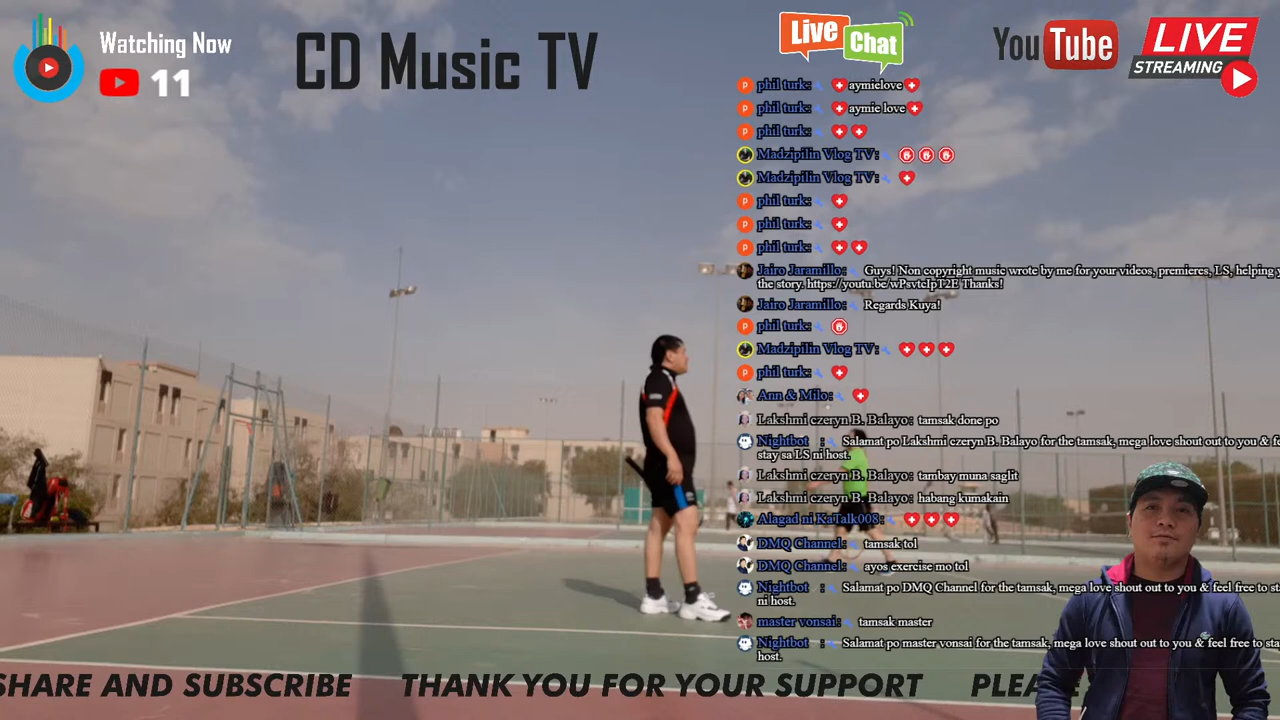 Watching Now
11
CD Music TV
Live
Chat
YouTube
LIVE
STREAMING
phil turk: aymielove
phil turk: aymie love
phil turk:
Madzipilin Vlog TV:
Madzipilin Vlog TV:
phil turk:
phil turk:
phil turk:
Jairo Jaramillo: Guys! Non copyright music wrote by me for your videos, premieres, LS, helping y
the story. https://youtu.be/wPsvtcIpT2E Thanks!
Jairo Jaramillo: Regards Kuya!
phil turk:
Madzipilin Vlog TV:
phil turk:
Ann & Milo:
Lakshmi czeryn B. Balayo: tamsak done po
Nightbot : Salamat po Lakshmi czeryn B. Balayo for the tamsak, mega love shout out to you & fe
stay sa LS ni host.
Lakshmi czeryn B. Balayo: tambay muna saglit
Lakshmi czeryn B. Balayo: habang kumakain
Alagad ni KaTalk008:
DMQ Channel: tamsak tol
DMQ Channel: ayos exercise mo tol
Nightbot : Salamat po DMQ Channel for the tamsak, mega love shout out to you & feel free to sta
ni host.
master vonsai: tamsak master
Nightbot : Salamat po master vonsai for the tamsak, mega love shout out to you & feel free to sta
host.
SHARE AND SUBSCRIBE THANK YOU FOR YOUR SUPPORT PLEA